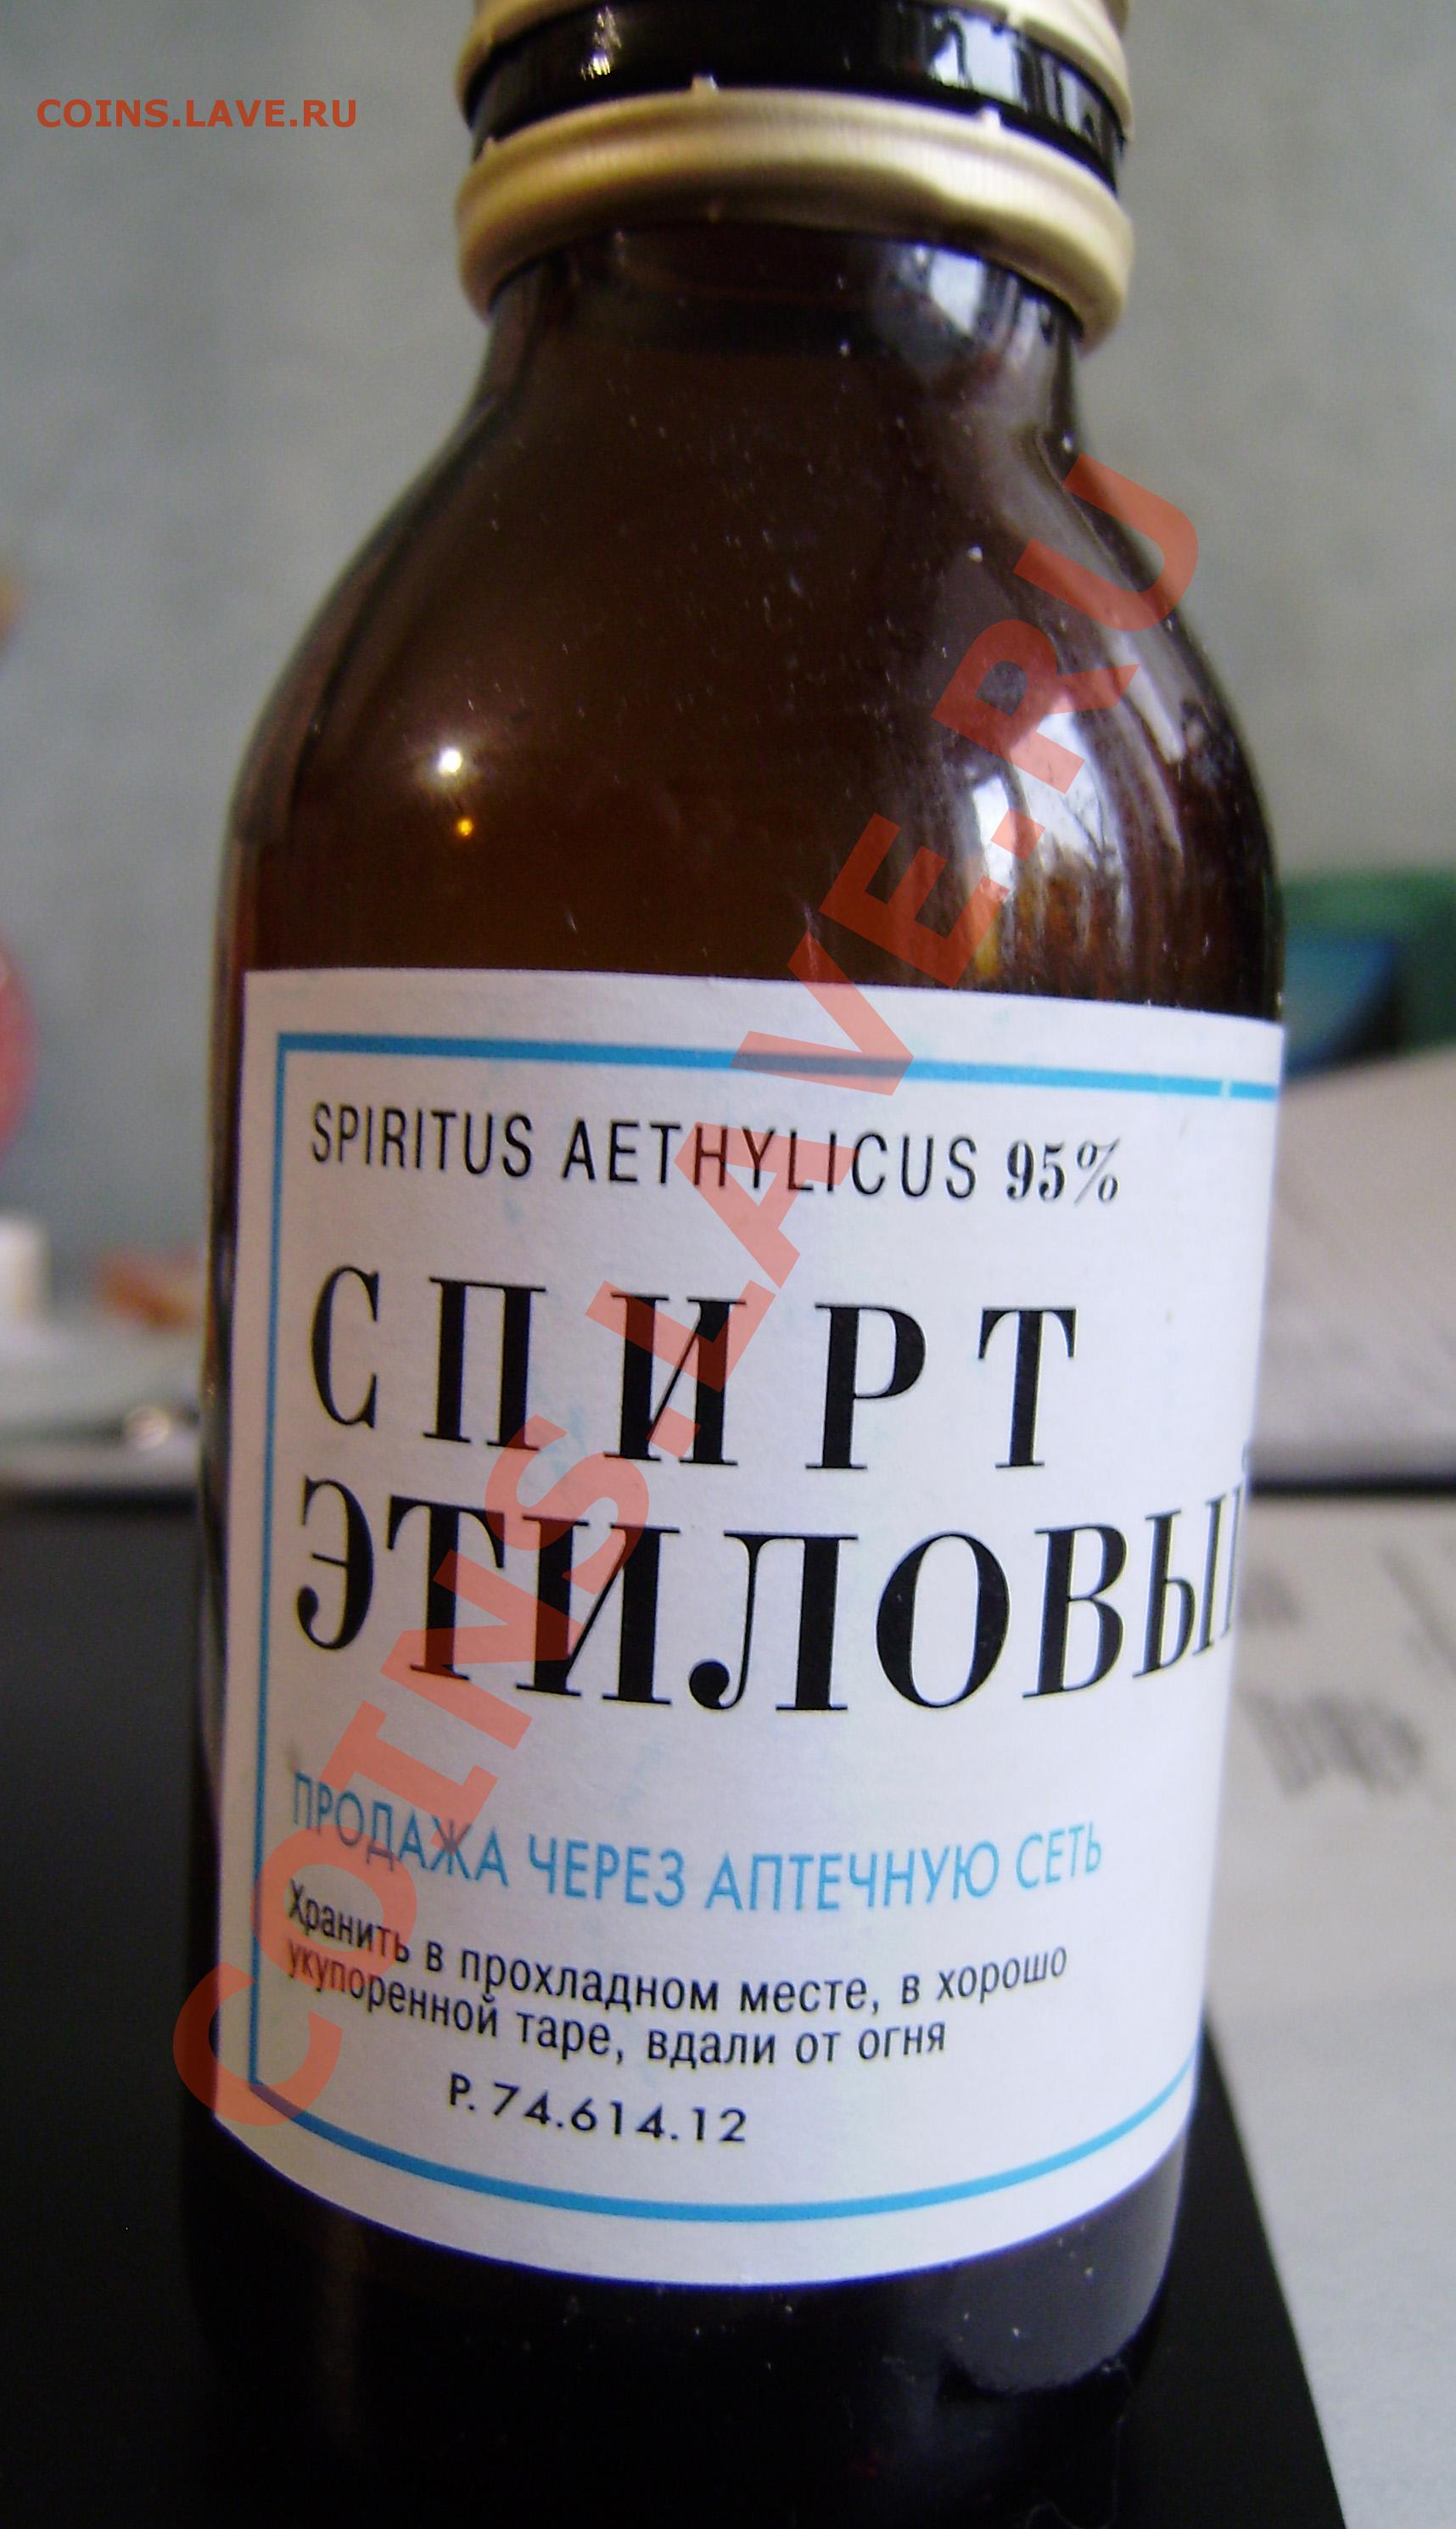 COINS.LAVE.RU
SPIRITUS AETHYLICUS 95%
СПИРТ
ЭТИЛОВЫЙ
ПРОДАЖА ЧЕРЕЗ АПТЕЧНУЮ СЕТЬ
Хранить в прохладном месте, в хорошо
укупоренной таре, вдали от огня
Р. 74.614.12
COINS.LAVE.RU